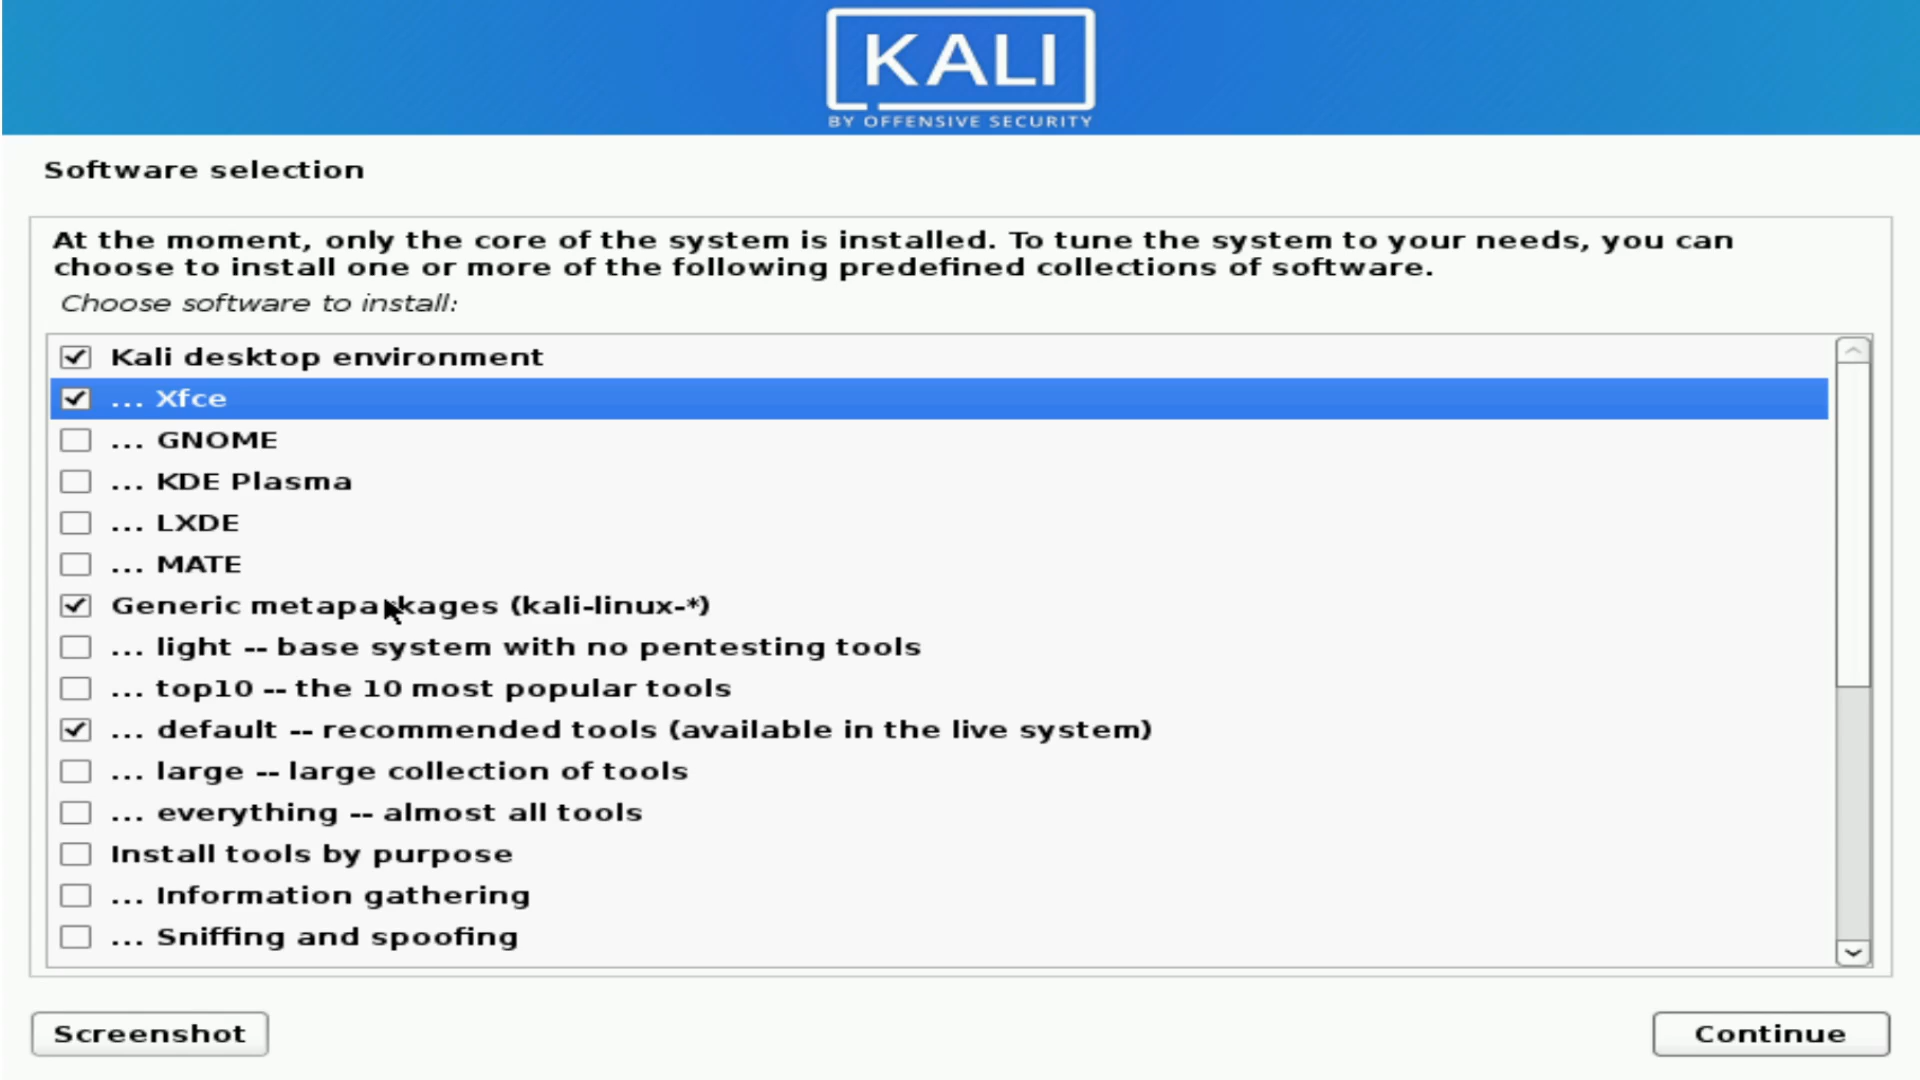 KALI
BY OFFENSIVE SECURITY
Software selection
At the moment, only the core of the system is installed. To tune the system to your needs, you can
choose to install one or more of the following predefined collections of software.
Choose software to install:
Kali desktop environment
... Xfce
... GNOME
... KDE Plasma
... LXDE
... MATE
Generic metapackages (kali-linux-*)
... light -- base system with no pentesting tools
... top10 -- the 10 most popular tools
... default -- recommended tools (available in the live system)
... large -- large collection of tools
... everything -- almost all tools
Install tools by purpose
... Information gathering
... Sniffing and spoofing
Screenshot
Continue